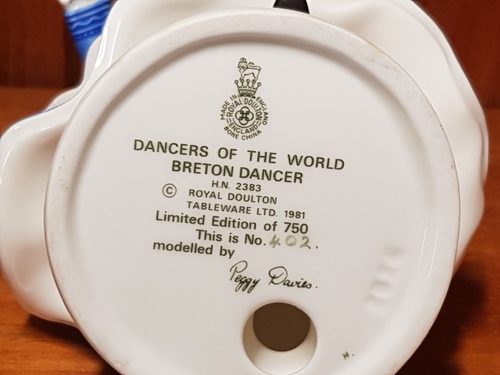 MADE IN ENGLAND
ROYAL DOULTON
ENGLAND
BONE CHINA
DANCERS OF THE WORLD
BRETON DANCER
H.N. 2383
© ROYAL DOULTON
TABLEWARE LTD. 1981
Limited Edition of 750
This is No. 402.
modelled by
Peggy Davies.
H.